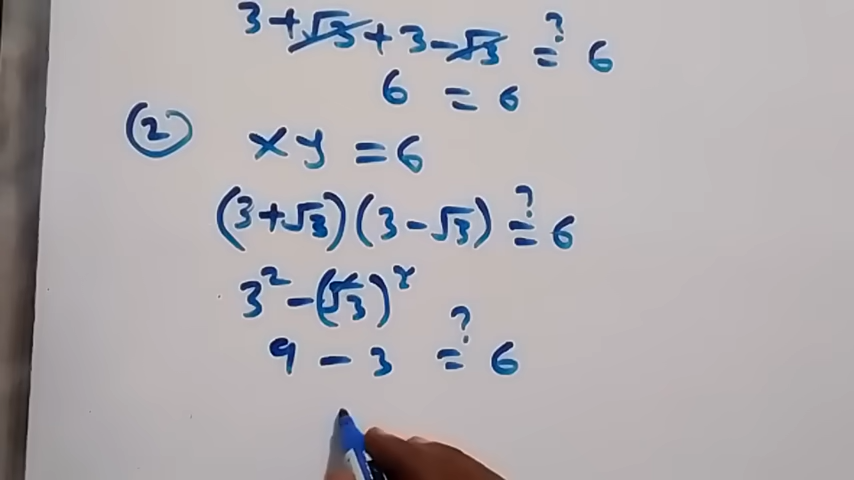 3+√3+3-√3 ≟ 6
6 = 6
② xy = 6
(3+√3)(3-√3) ≟ 6
3² - (√3)²
9 - 3 ≟ 6